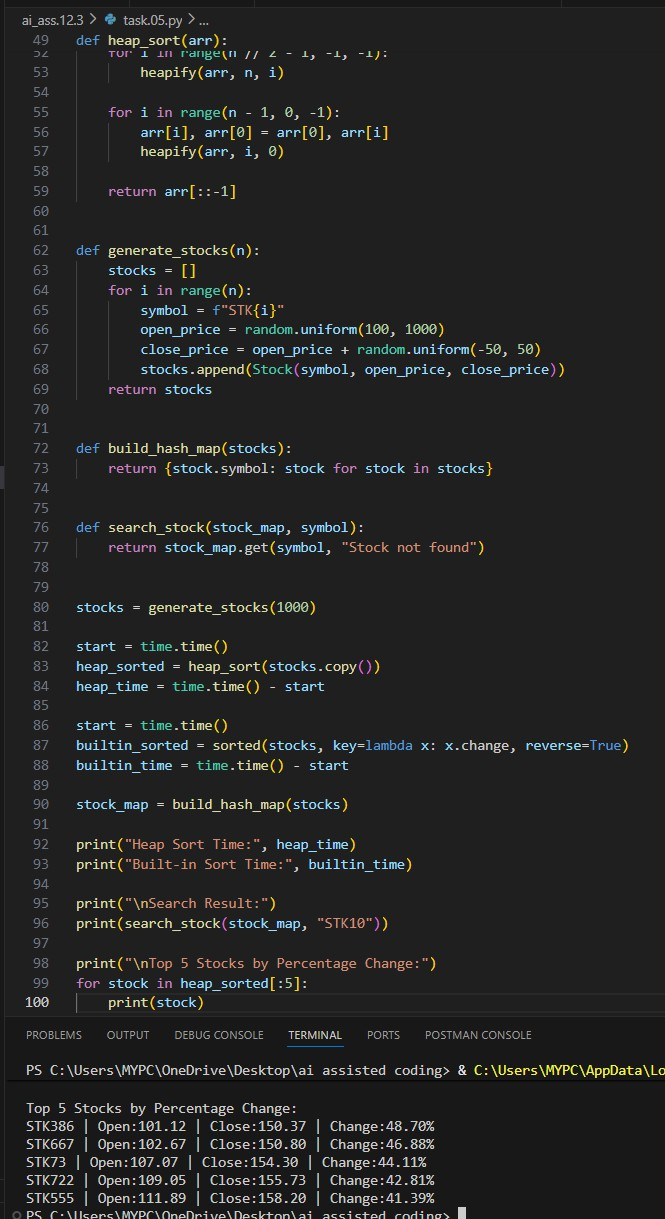 ai_ass.12.3 > task.05.py > ...
49 def heap_sort(arr):
52 for i in range(n // 2 - 1, -1, -1):
53 heapify(arr, n, i)
54
55 for i in range(n - 1, 0, -1):
56 arr[i], arr[0] = arr[0], arr[i]
57 heapify(arr, i, 0)
58
59 return arr[::-1]
60
61
62 def generate_stocks(n):
63 stocks = []
64 for i in range(n):
65 symbol = f"STK{i}"
66 open_price = random.uniform(100, 1000)
67 close_price = open_price + random.uniform(-50, 50)
68 stocks.append(Stock(symbol, open_price, close_price))
69 return stocks
70
71
72 def build_hash_map(stocks):
73 return {stock.symbol: stock for stock in stocks}
74
75
76 def search_stock(stock_map, symbol):
77 return stock_map.get(symbol, "Stock not found")
78
79
80 stocks = generate_stocks(1000)
81
82 start = time.time()
83 heap_sorted = heap_sort(stocks.copy())
84 heap_time = time.time() - start
85
86 start = time.time()
87 builtin_sorted = sorted(stocks, key=lambda x: x.change, reverse=True)
88 builtin_time = time.time() - start
89
90 stock_map = build_hash_map(stocks)
91
92 print("Heap Sort Time:", heap_time)
93 print("Built-in Sort Time:", builtin_time)
94
95 print("\nSearch Result:")
96 print(search_stock(stock_map, "STK10"))
97
98 print("\nTop 5 Stocks by Percentage Change:")
99 for stock in heap_sorted[:5]:
100 print(stock)
PROBLEMS OUTPUT DEBUG CONSOLE TERMINAL PORTS POSTMAN CONSOLE
PS C:\Users\MYPC\OneDrive\Desktop\ai assisted coding> & C:\Users\MYPC\AppData\Lo
Top 5 Stocks by Percentage Change:
STK386 | Open:101.12 | Close:150.37 | Change:48.70%
STK667 | Open:102.67 | Close:150.80 | Change:46.88%
STK73 | Open:107.07 | Close:154.30 | Change:44.11%
STK722 | Open:109.05 | Close:155.73 | Change:42.81%
STK555 | Open:111.89 | Close:158.20 | Change:41.39%
PS C:\Users\MYPC\OneDrive\Desktop\ai assisted coding>